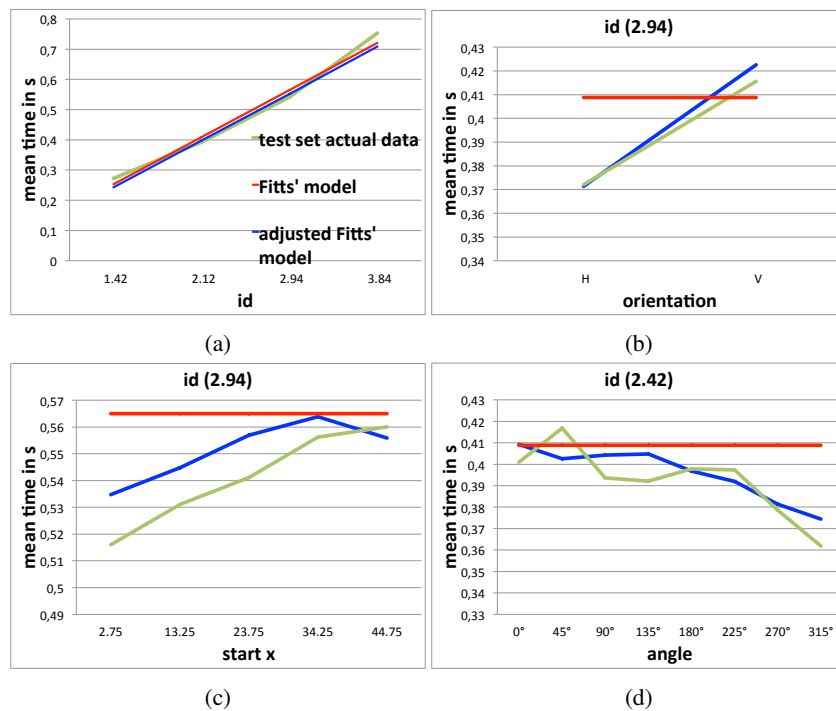 0,8
0,7
0,6
0,5
0,4
0,3
0,2
0,1
0
mean time in s
1.42 2.12 2.94 3.84
id
test set actual data
Fitts' model
adjusted Fitts'
model
(a)
id (2.94)
0,43
0,42
0,41
0,4
0,39
0,38
0,37
0,36
0,35
0,34
mean time in s
H V
orientation
(b)
id (2.94)
0,57
0,56
0,55
0,54
0,53
0,52
0,51
0,5
0,49
mean time in s
2.75 13.25 23.75 34.25 44.75
start x
(c)
id (2.42)
0,43
0,42
0,41
0,4
0,39
0,38
0,37
0,36
0,35
0,34
0,33
mean time in s
0° 45° 90° 135° 180° 225° 270° 315°
angle
(d)